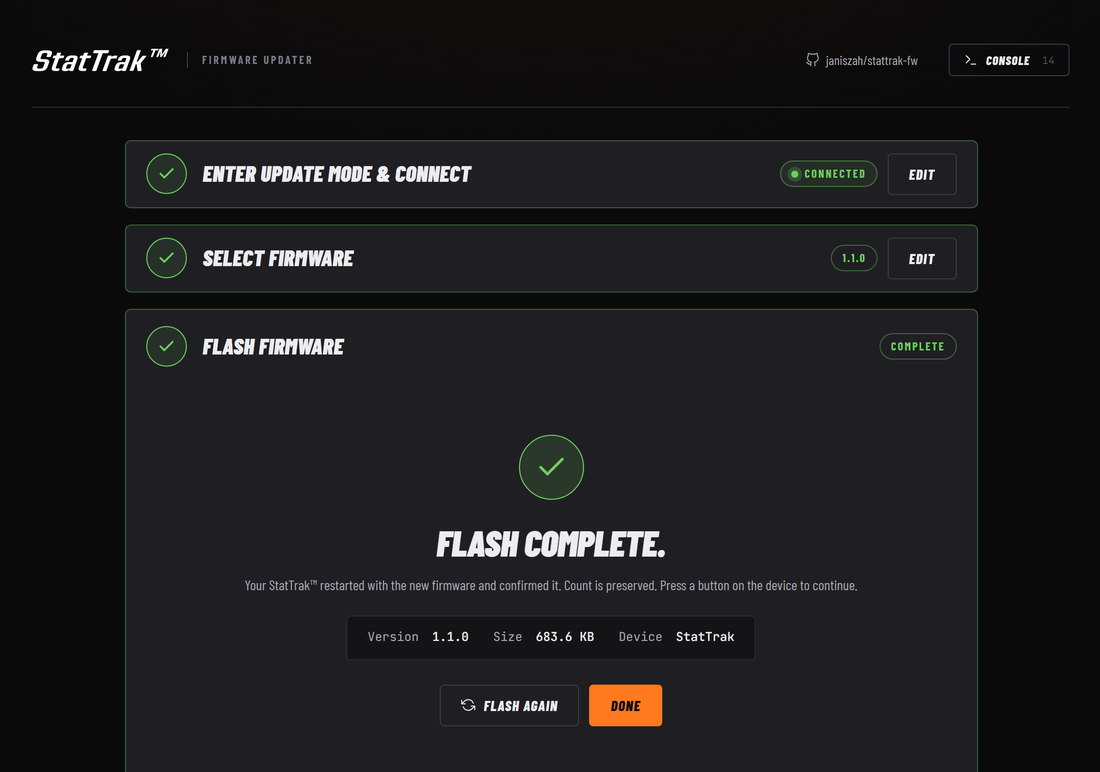 StatTrak™ FIRMWARE UPDATER janiszah/stattrak-fw >_ CONSOLE 14
ENTER UPDATE MODE & CONNECT CONNECTED EDIT
SELECT FIRMWARE 1.1.0 EDIT
FLASH FIRMWARE COMPLETE
FLASH COMPLETE.
Your StatTrak™ restarted with the new firmware and confirmed it. Count is preserved. Press a button on the device to continue.
Version 1.1.0 Size 683.6 KB Device StatTrak
FLASH AGAIN DONE